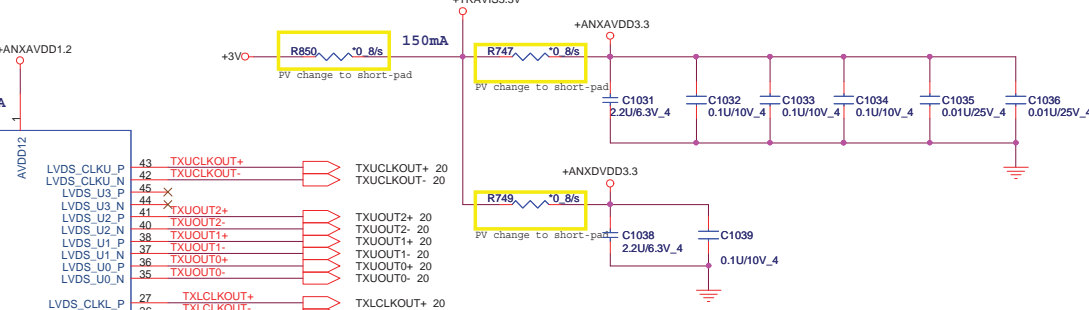 +TRAVIS3.3V
+ANXAVDD1.2
+3V
R850 *0_8/s
PV change to short-pad
150mA
R747 *0_8/s
PV change to short-pad
+ANXAVDD3.3
C1031
2.2U/6.3V_4
C1032
0.1U/10V_4
C1033
0.1U/10V_4
C1034
0.1U/10V_4
C1035
0.01U/25V_4
C1036
0.01U/25V_4
A
1
AVDD12
+ANXDVDD3.3
R749 *0_8/s
PV change to short-pad
C1038
2.2U/6.3V_4
C1039
0.1U/10V_4
LVDS_CLKU_P 43 TXUCLKOUT+ TXUCLKOUT+ 20
LVDS_CLKU_N 42 TXUCLKOUT- TXUCLKOUT- 20
LVDS_U3_P 45
LVDS_U3_N 44
LVDS_U2_P 41 TXUOUT2+ TXUOUT2+ 20
LVDS_U2_N 40 TXUOUT2- TXUOUT2- 20
LVDS_U1_P 38 TXUOUT1+ TXUOUT1+ 20
LVDS_U1_N 37 TXUOUT1- TXUOUT1- 20
LVDS_U0_P 36 TXUOUT0+ TXUOUT0+ 20
LVDS_U0_N 35 TXUOUT0- TXUOUT0- 20
LVDS_CLKL_P 27 TXLCLKOUT+ TXLCLKOUT+ 20
26 TXLCLKOUT-